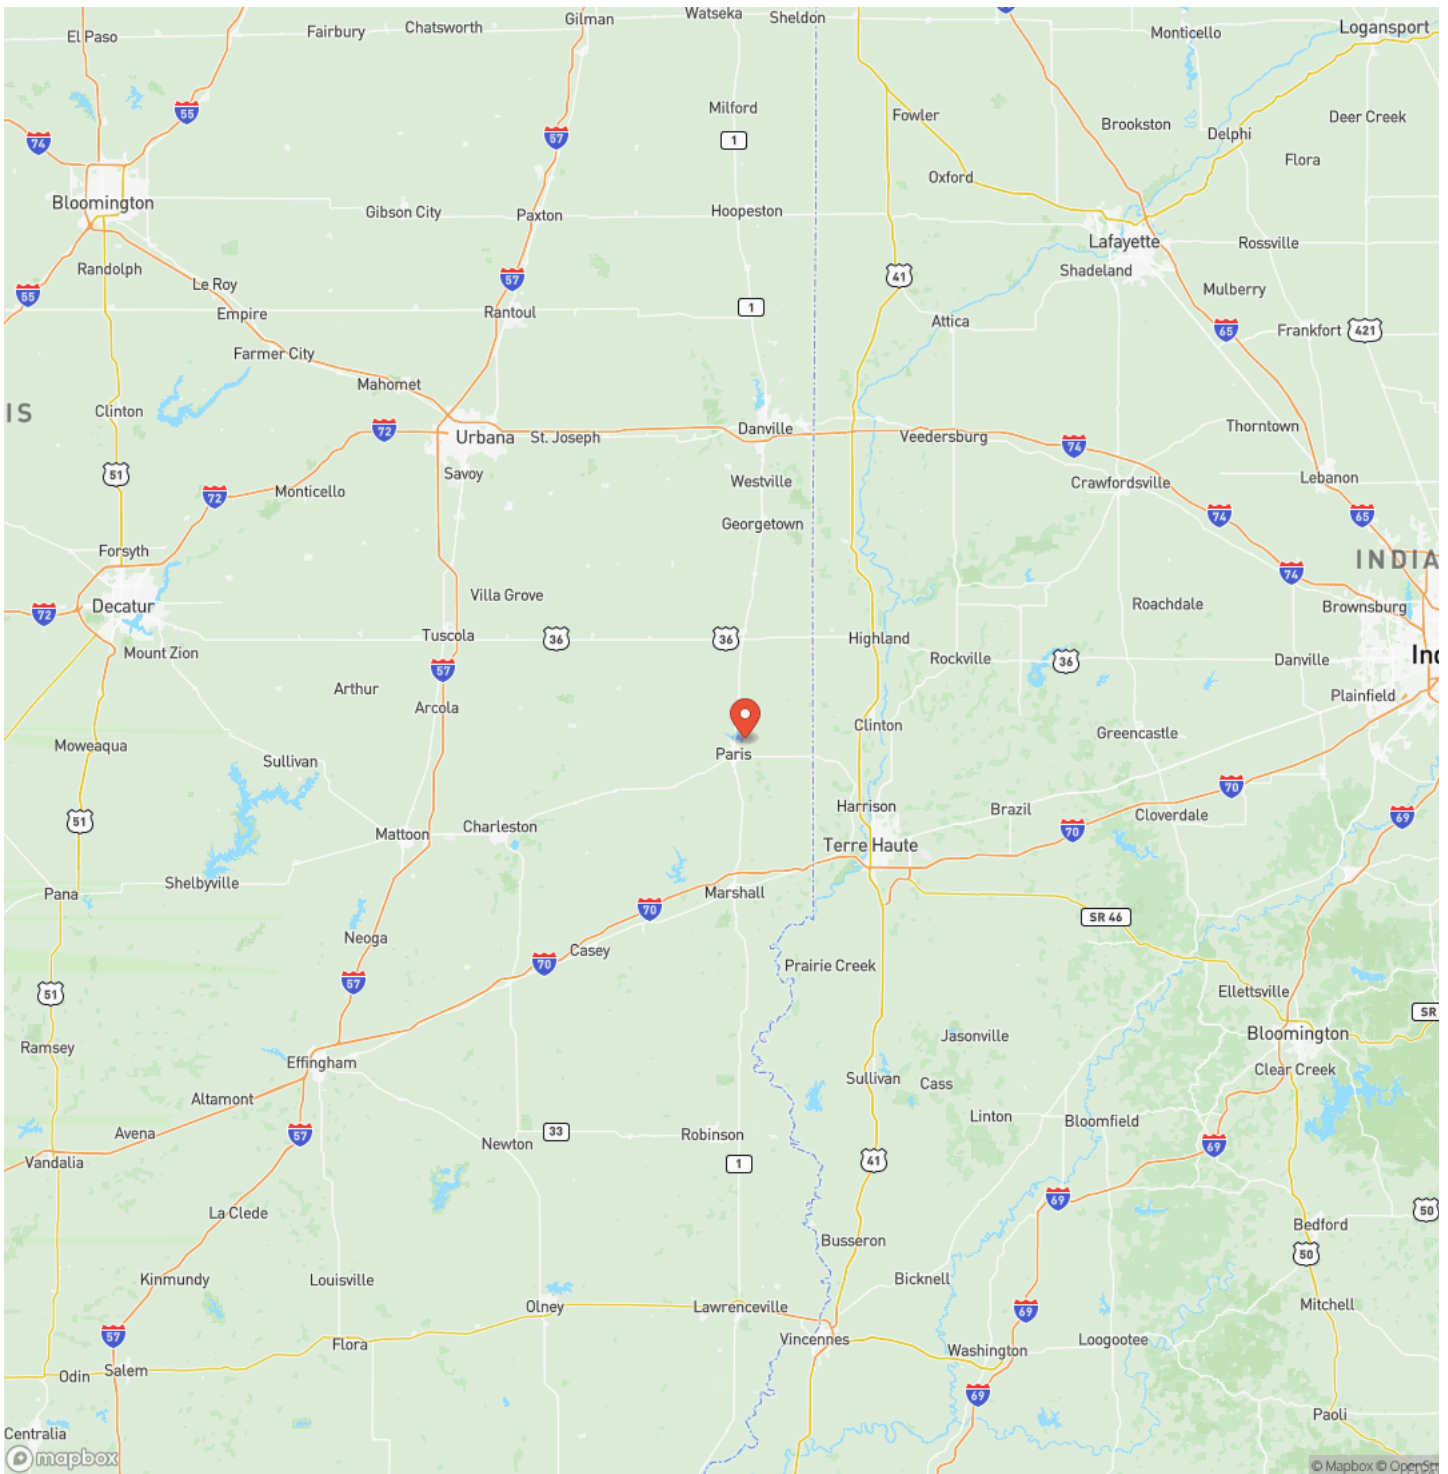 Watseka
Sheldon
Gilman
El Paso
Fairbury
Chatsworth
Monticello
Logansport
55
74
57
Milford
1
Fowler
Brookston
Delphi
Deer Creek
Flora
Oxford
Bloomington
Gibson City
Paxton
Hoopeston
Lafayette
Rossville
Randolph
Le Roy
57
41
Shadeland
Mulberry
55
Empire
Rantoul
1
Attica
65
Frankfort
421
Farmer City
Mahomet
IS
Clinton
72
Urbana
St. Joseph
Danville
Veedersburg
74
Thorntown
51
Savoy
Westville
Crawfordsville
Lebanon
72
Monticello
Georgetown
74
65
Forsyth
INDIA
74
Decatur
72
Villa Grove
Roachdale
Brownsburg
Tuscola
36
36
Highland
Mount Zion
57
Rockville
36
Danville
Ind
Arthur
Arcola
Plainfield
Moweaqua
Sullivan
Paris
Clinton
Greencastle
70
51
Mattoon
Charleston
Harrison
Brazil
Cloverdale
69
70
Terre Haute
Shelbyville
Pana
Marshall
70
SR 46
Neoga
Casey
70
Prairie Creek
57
51
Ellettsville
SR
Ramsey
Effingham
Jasonville
Bloomington
Altamont
Sullivan
Cass
Clear Creek
Avena
57
Newton
33
Robinson
Linton
Bloomfield
69
Vandalia
1
41
69
La Clede
50
Busseron
Bedford
50
Kinmundy
Louisville
Bicknell
Olney
Lawrenceville
69
Mitchell
57
Flora
Vincennes
Washington
Loogootee
Odin
Salem
69
Centralia
Paoli
mapbox
© Mapbox © OpenStr